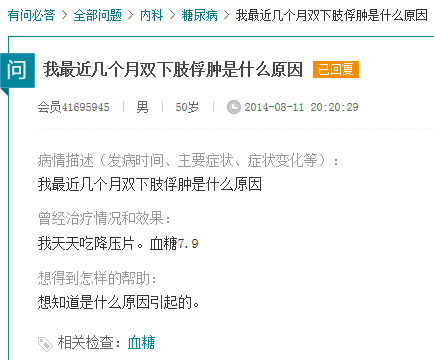 有问必答 > 全部问题 > 内科 > 糖尿病 > 我最近几个月双下肢俘肿是什么原因
问 我最近几个月双下肢俘肿是什么原因 已回复
会员41695945 | 男 | 50岁 | 2014-08-11 20:20:29
病情描述（发病时间、主要症状、症状变化等）：
我最近几个月双下肢俘肿是什么原因
曾经治疗情况和效果：
我天天吃降压片。血糖7.9
想得到怎样的帮助：
想知道是什么原因引起的。
相关检查：血糖